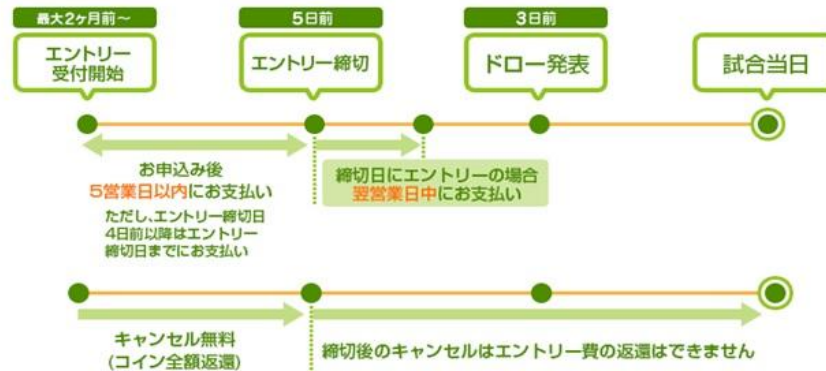 最大2ヶ月前～
5日前
3日前
エントリー
受付開始
エントリー締切
ドロー発表
試合当日
お申込み後
5営業日以内にお支払い
ただし、エントリー締切日
4日前以降はエントリー
締切日までにお支払い
締切日にエントリーの場合
翌営業日中にお支払い
キャンセル無料
(コイン全額返還)
締切後のキャンセルはエントリー費の返還はできません